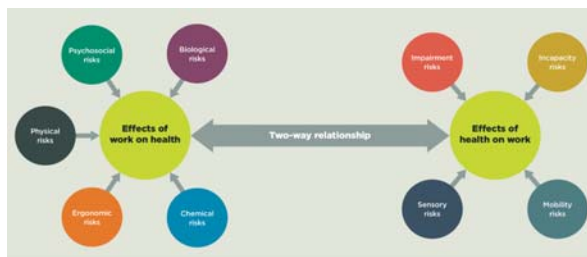 Psychosocial
risks
Biological
risks
Physical
risks
Effects of
work on health
Ergonomic
risks
Chemical
risks
Two-way relationship
Impairment
risks
Incapacity
risks
Effects of
health on work
Sensory
risks
Mobility
risks